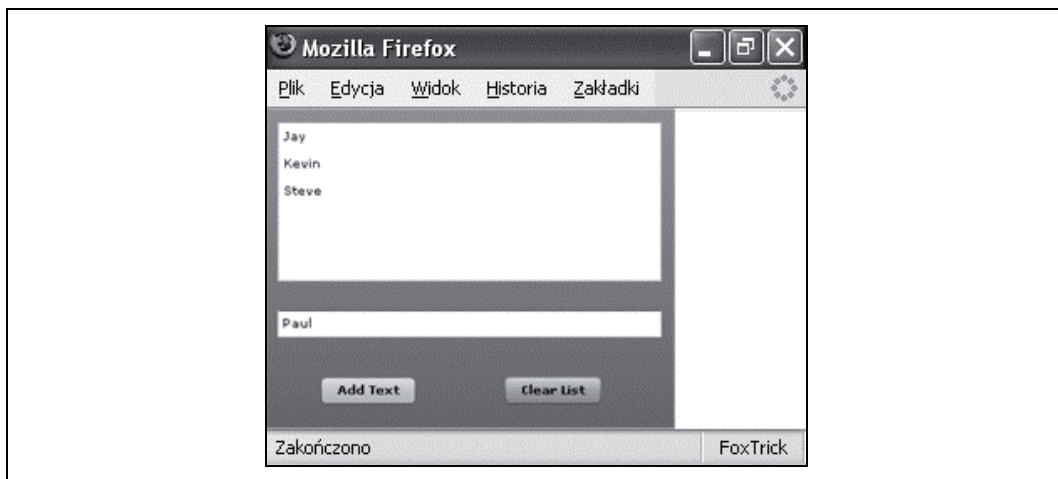 Mozilla Firefox
Plik Edycja Widok Historia Zakładki
Jay
Kevin
Steve
Paul
Add Text Clear List
Zakończono FoxTrick